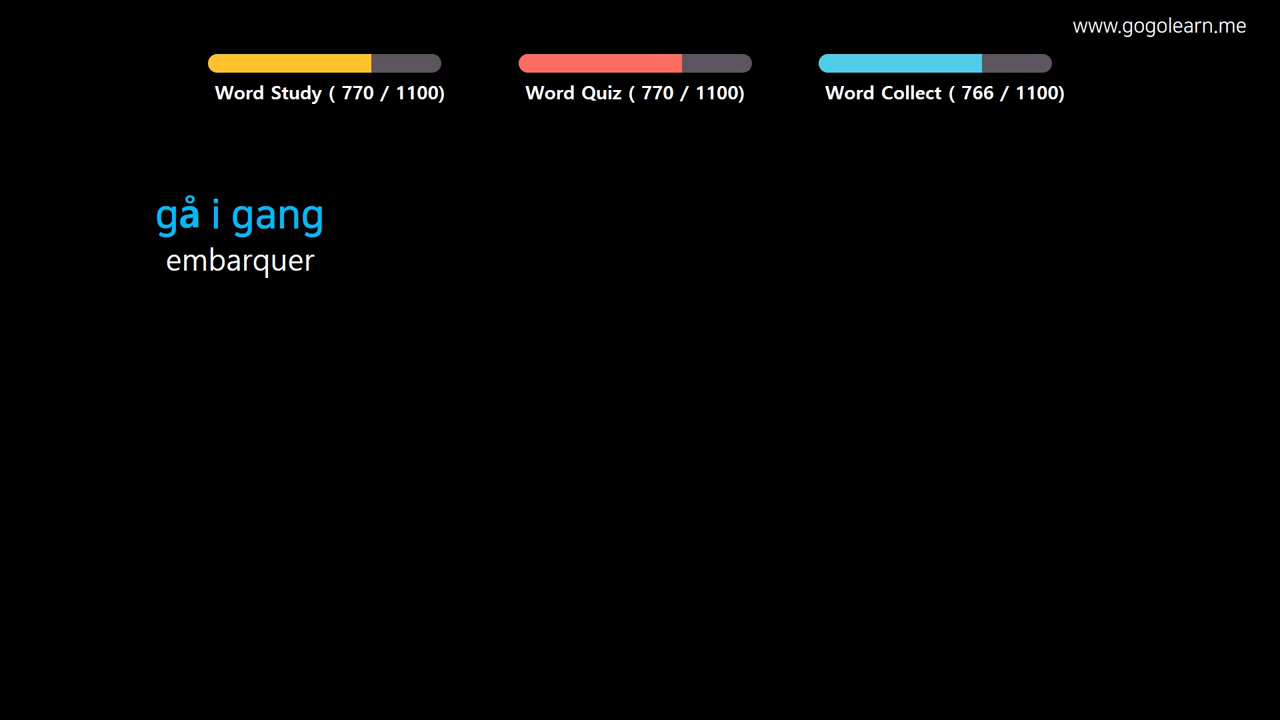 www.gogolearn.me
Word Study ( 770 / 1100)
Word Quiz ( 770 / 1100)
Word Collect ( 766 / 1100)
gå i gang
embarquer